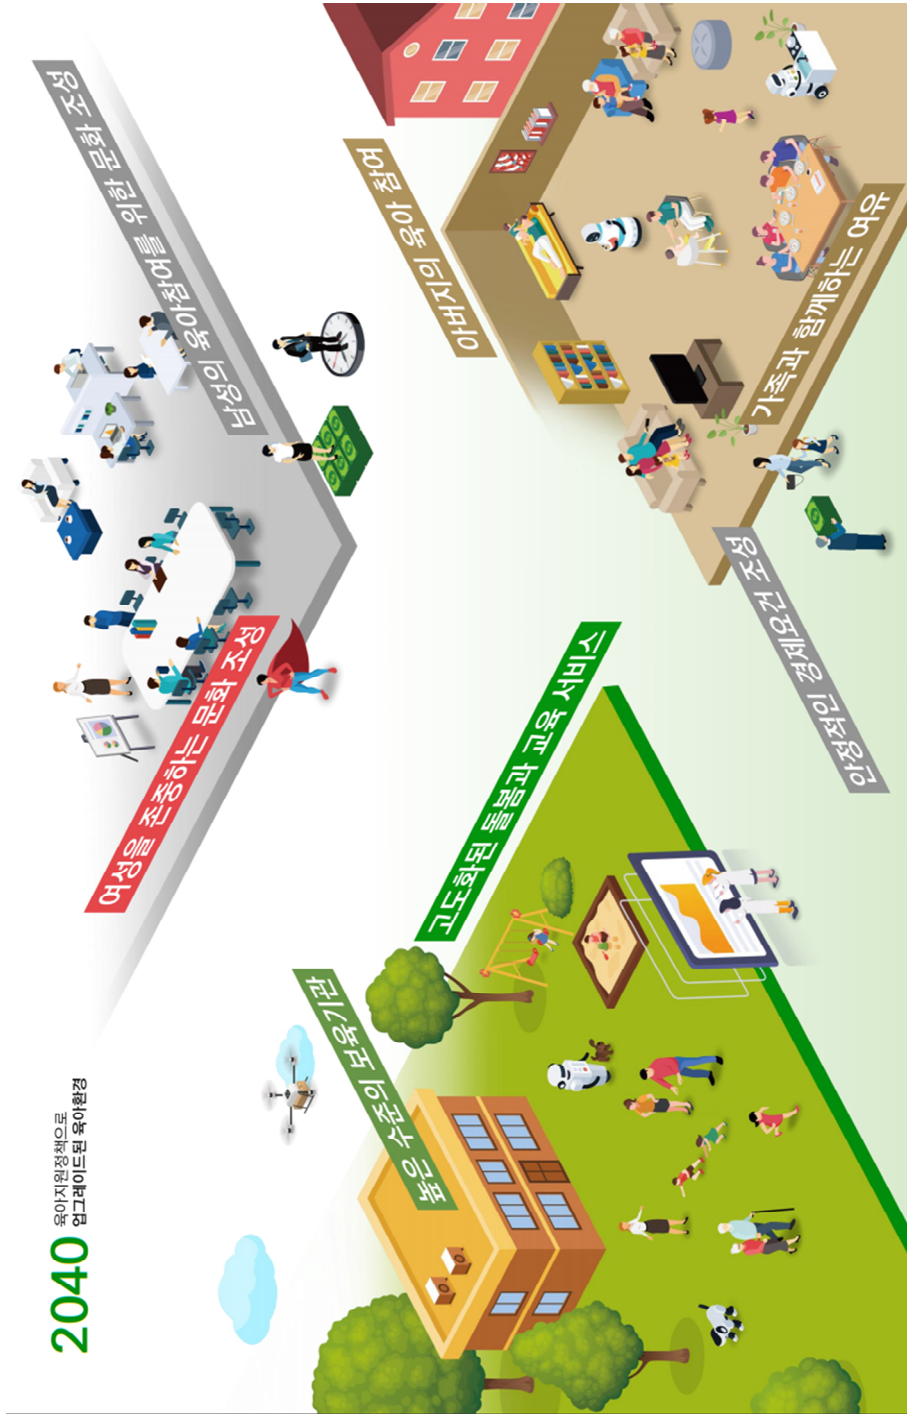 2040
육아지원정책으로
업그레이드된 육아환경
높은 수준의 보육기관
고도화된 돌봄과 교육 서비스
여성을 존중하는 문화 조성
남성의 육아참여를 위한 문화 조성
아버지의 육아 참여
가족과 함께하는 여유
안정적인 경제요건 조성